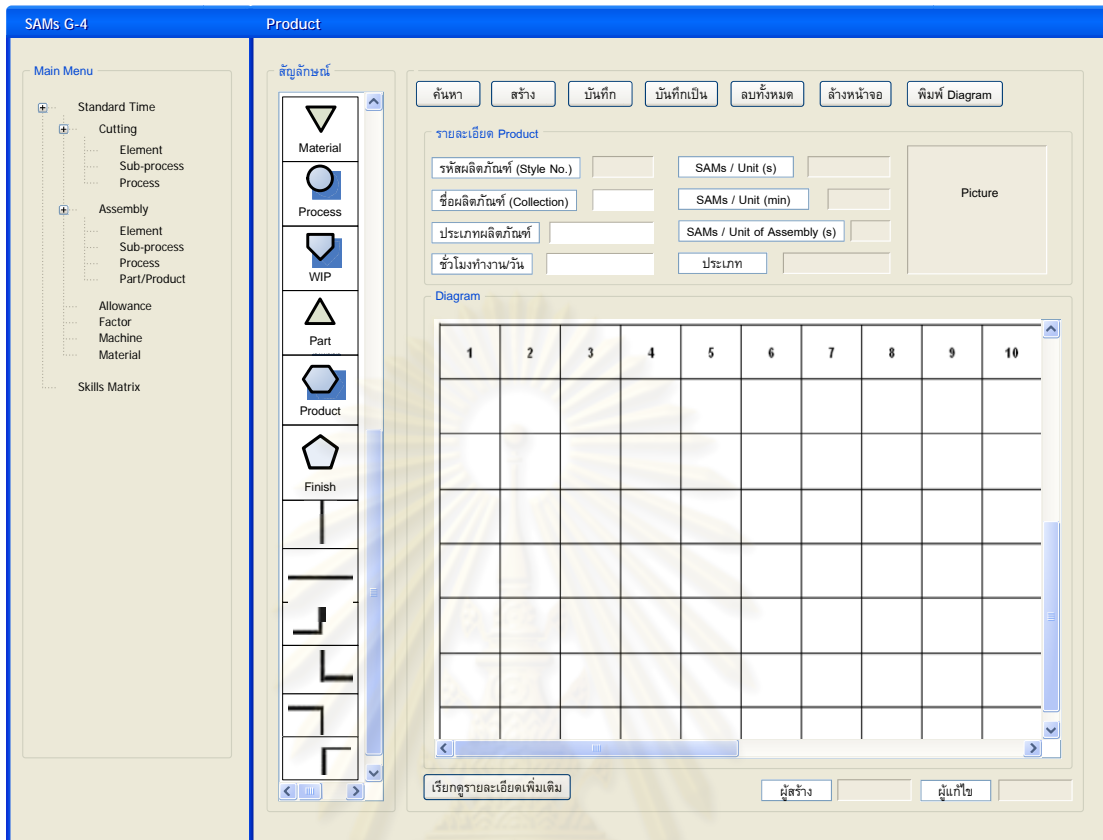 SAMs G-4
Product
Main Menu
Standard Time
Cutting
Element
Sub-process
Process
Assembly
Element
Sub-process
Process
Part/Product
Allowance
Factor
Machine
Material
Skills Matrix
สัญลักษณ์
Material
Process
WIP
Part
Product
Finish
ค้นหา สร้าง บันทึก บันทึกเป็น ลบทั้งหมด ล้างหน้าจอ พิมพ์ Diagram
รายละเอียด Product
รหัสผลิตภัณฑ์ (Style No.) SAMs / Unit (s)
ชื่อผลิตภัณฑ์ (Collection) SAMs / Unit (min)
ประเภทผลิตภัณฑ์ SAMs / Unit of Assembly (s)
ชั่วโมงทำงาน/วัน ประเภท
Picture
Diagram
1 2 3 4 5 6 7 8 9 10
เรียกดูรายละเอียดเพิ่มเติม ผู้สร้าง ผู้แก้ไข